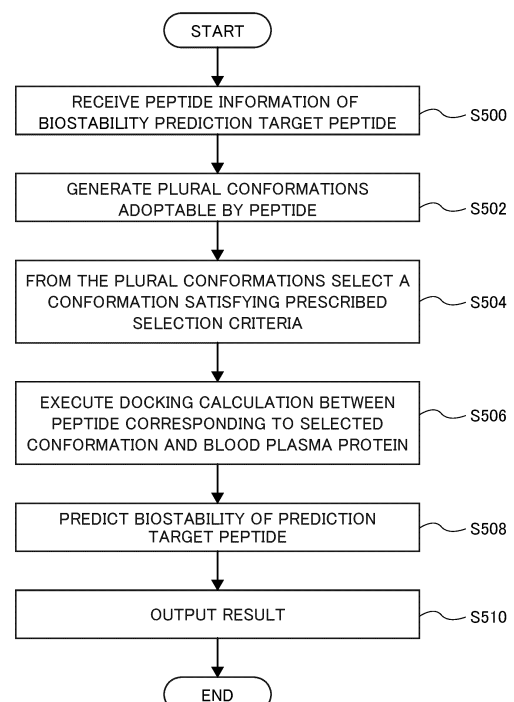 START
RECEIVE PEPTIDE INFORMATION OF
BIOSTABILITY PREDICTION TARGET PEPTIDE
S500
GENERATE PLURAL CONFORMATIONS
ADOPTABLE BY PEPTIDE
S502
FROM THE PLURAL CONFORMATIONS SELECT A
CONFORMATION SATISFYING PRESCRIBED
SELECTION CRITERIA
S504
EXECUTE DOCKING CALCULATION BETWEEN
PEPTIDE CORRESPONDING TO SELECTED
CONFORMATION AND BLOOD PLASMA PROTEIN
S506
PREDICT BIOSTABILITY OF PREDICTION
TARGET PEPTIDE
S508
OUTPUT RESULT
S510
END